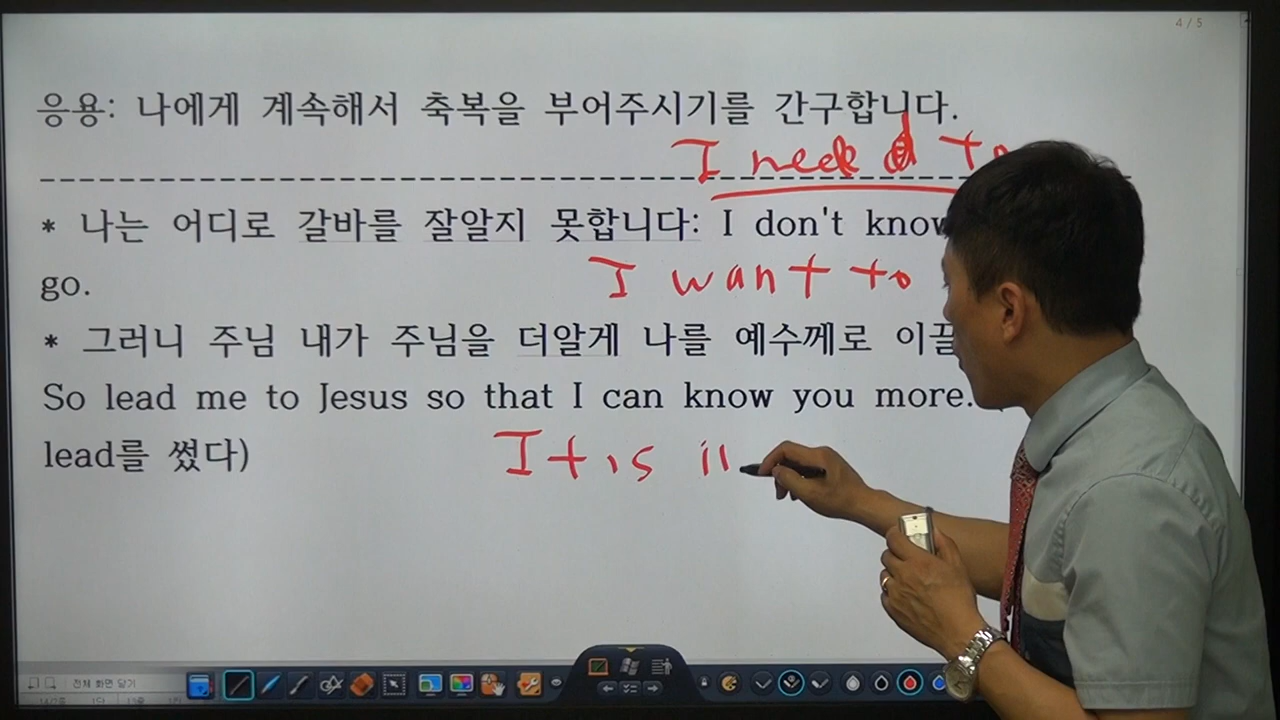 4 / 5
응용: 나에게 계속해서 축복을 부어주시기를 간구합니다.
I need to
* 나는 어디로 갈바를 잘알지 못합니다: I don't know
go.
I want to
* 그러니 주님 내가 주님을 더알게 나를 예수께로 이끌
So lead me to Jesus so that I can know you more.
lead를 썼다)
It is
전체 화면 닫기